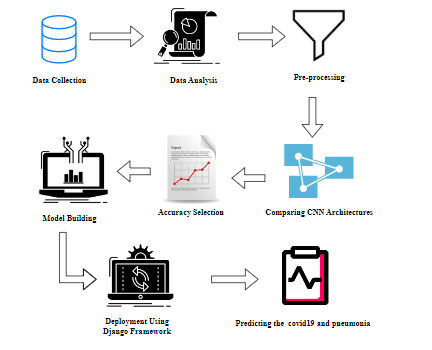 Data Collection
Data Analysis
Pre-processing
Comparing CNN Architectures
Accuracy Selection
Model Building
Deployment Using
Django Framework
Predicting the covid19 and pneumonia